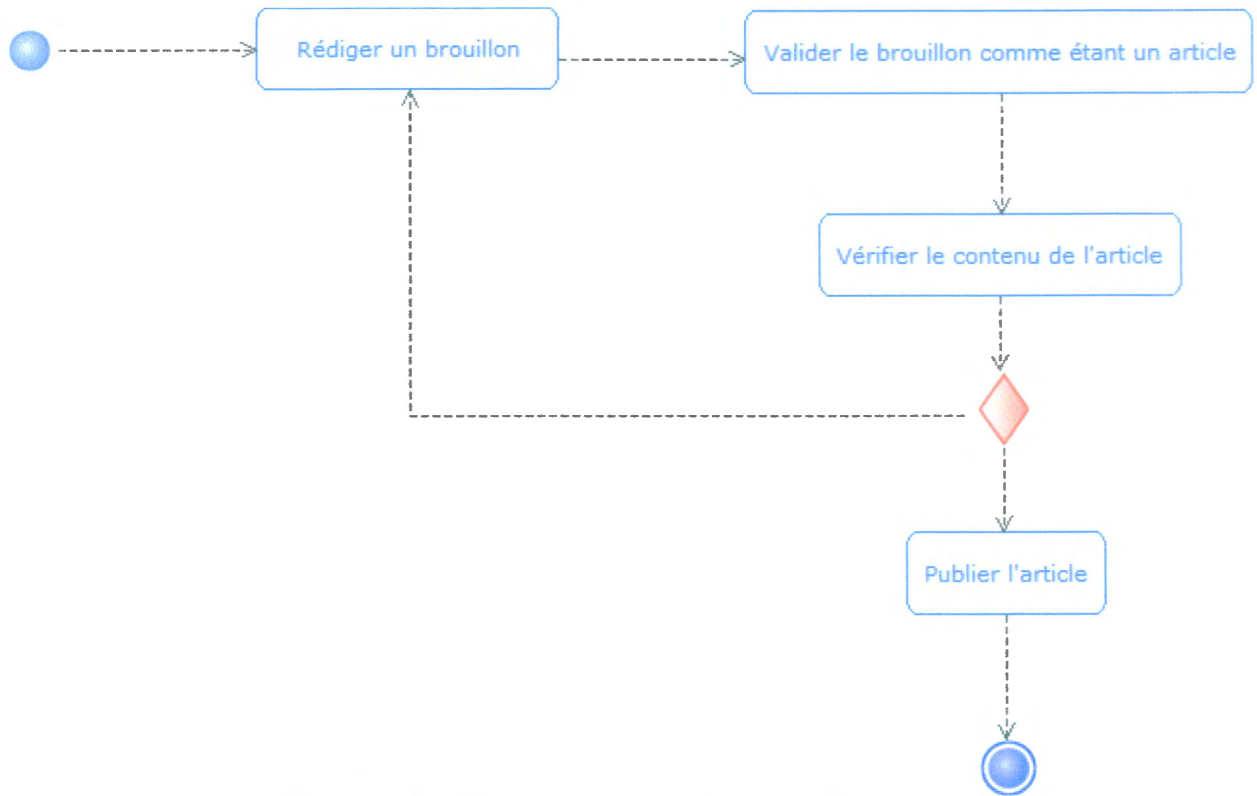 Rédiger un brouillon
Valider le brouillon comme étant un article
Vérifier le contenu de l'article
Publier l'article